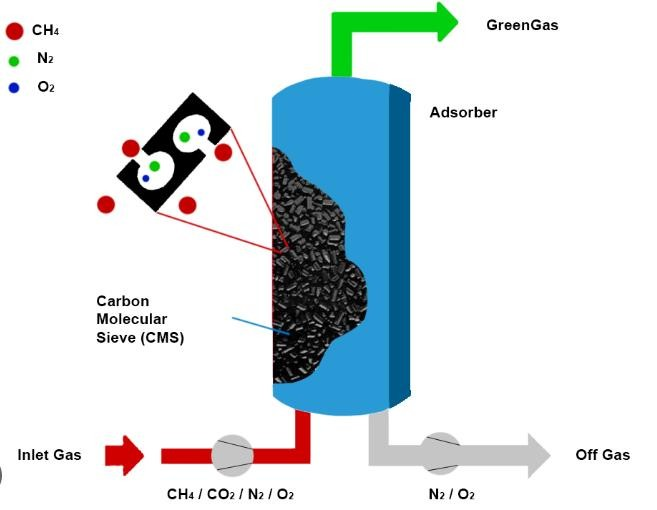 CH₄
N₂
O₂
GreenGas
Adsorber
Carbon
Molecular
Sieve (CMS)
Inlet Gas
Off Gas
CH₄ / CO₂ / N₂ / O₂
N₂ / O₂